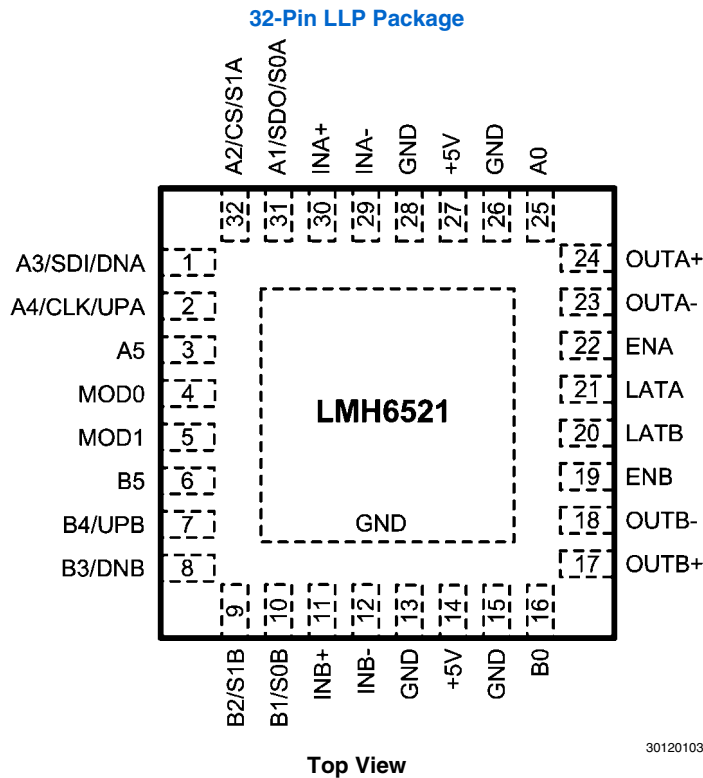 32-Pin LLP Package
A2/CS/S1A
A1/SDO/S0A
INA+
INA-
GND
+5V
GND
A0
32
31
30
29
28
27
26
25
A3/SDI/DNA 1
A4/CLK/UPA 2
A5 3
MOD0 4
MOD1 5
B5 6
B4/UPB 7
B3/DNB 8
LMH6521
GND
24 OUTA+
23 OUTA-
22 ENA
21 LATA
20 LATB
19 ENB
18 OUTB-
17 OUTB+
9
10
11
12
13
14
15
16
B2/S1B
B1/S0B
INB+
INB-
GND
+5V
GND
B0
30120103
Top View